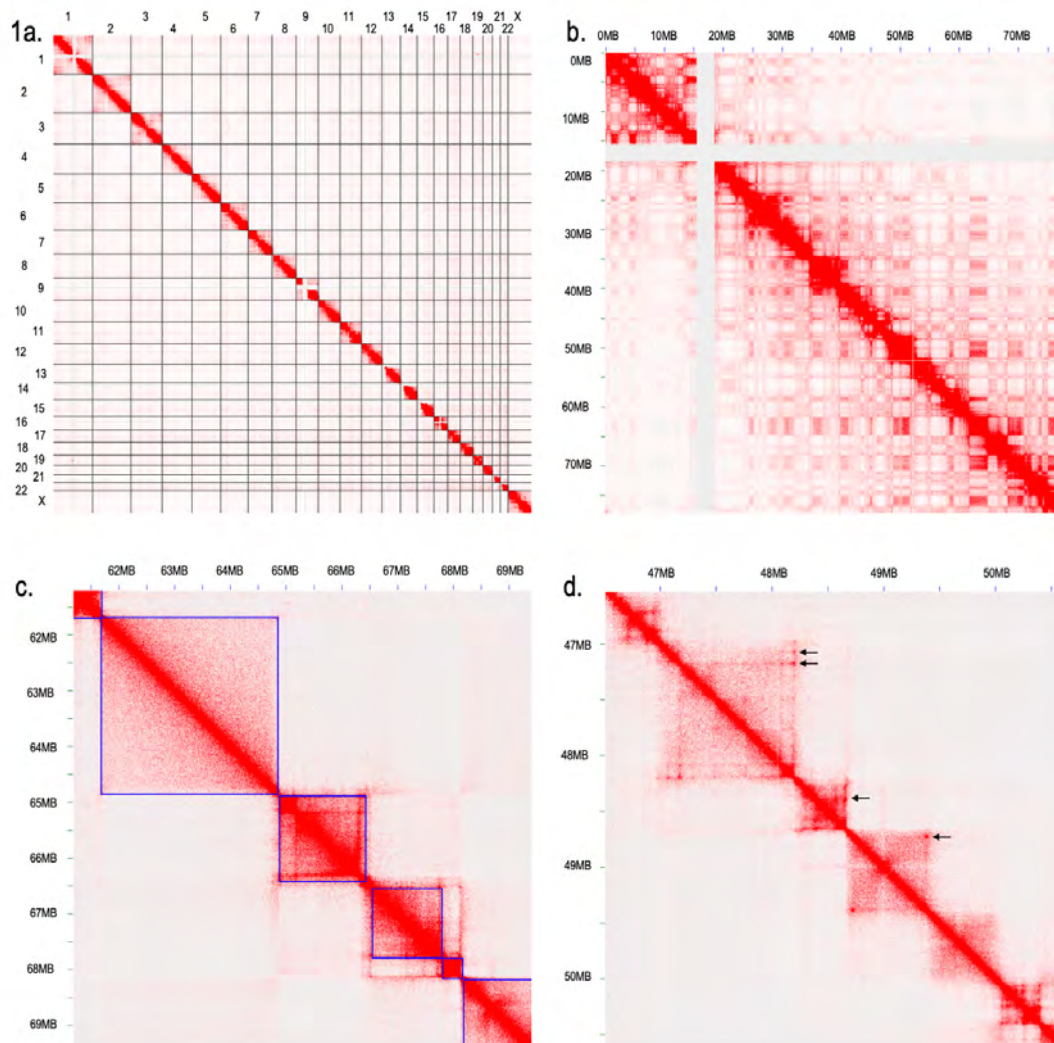 1a.
1 3 5 7 9 11 13 15 17 19 X
2 4 6 8 10 12 14 16 18 20 22
1
2
3
4
5
6
7
8
9
10
11
12
13
14
15
16
17
18
19
20
21
22
X
b.
0MB 10MB 20MB 30MB 40MB 50MB 60MB 70MB
0MB
10MB
20MB
30MB
40MB
50MB
60MB
70MB
c.
62MB 63MB 64MB 65MB 66MB 67MB 68MB 69MB
62MB
63MB
64MB
65MB
66MB
67MB
68MB
69MB
d.
47MB 48MB 49MB 50MB
47MB
48MB
49MB
50MB